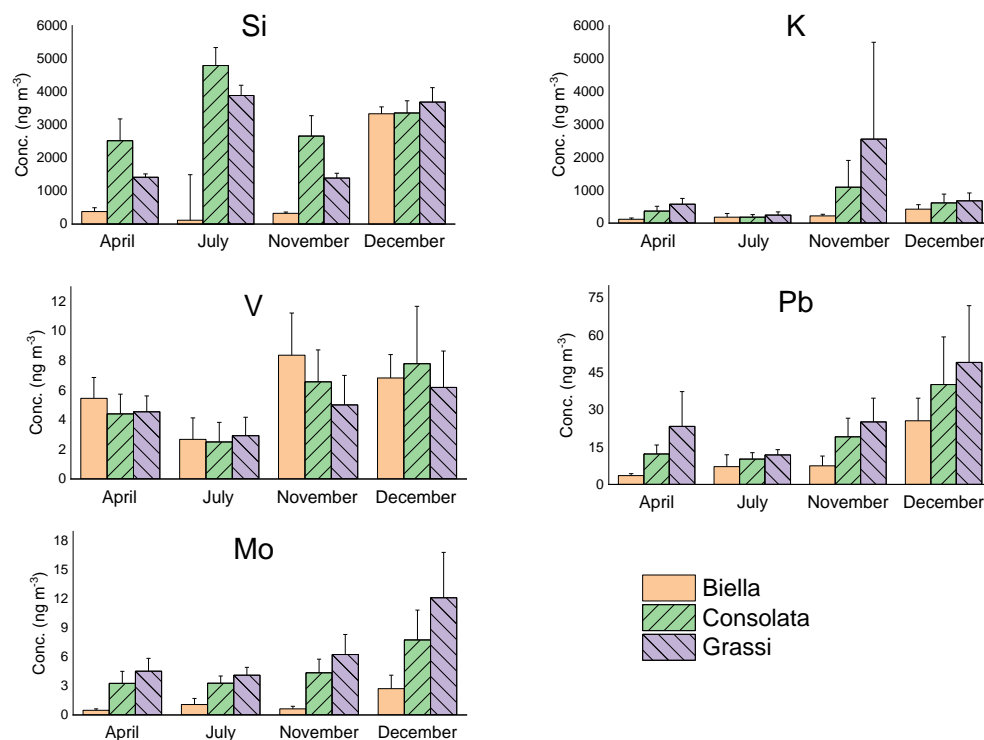 Si
Conc. (ng m⁻³)
6000
5000
4000
3000
2000
1000
0
April July November December
K
Conc. (ng m⁻³)
6000
5000
4000
3000
2000
1000
0
April July November December
V
Conc. (ng m⁻³)
12
10
8
6
4
2
0
April July November December
Pb
Conc. (ng m⁻³)
75
60
45
30
15
0
April July November December
Mo
Conc. (ng m⁻³)
18
15
12
9
6
3
0
April July November December
Biella
Consolata
Grassi